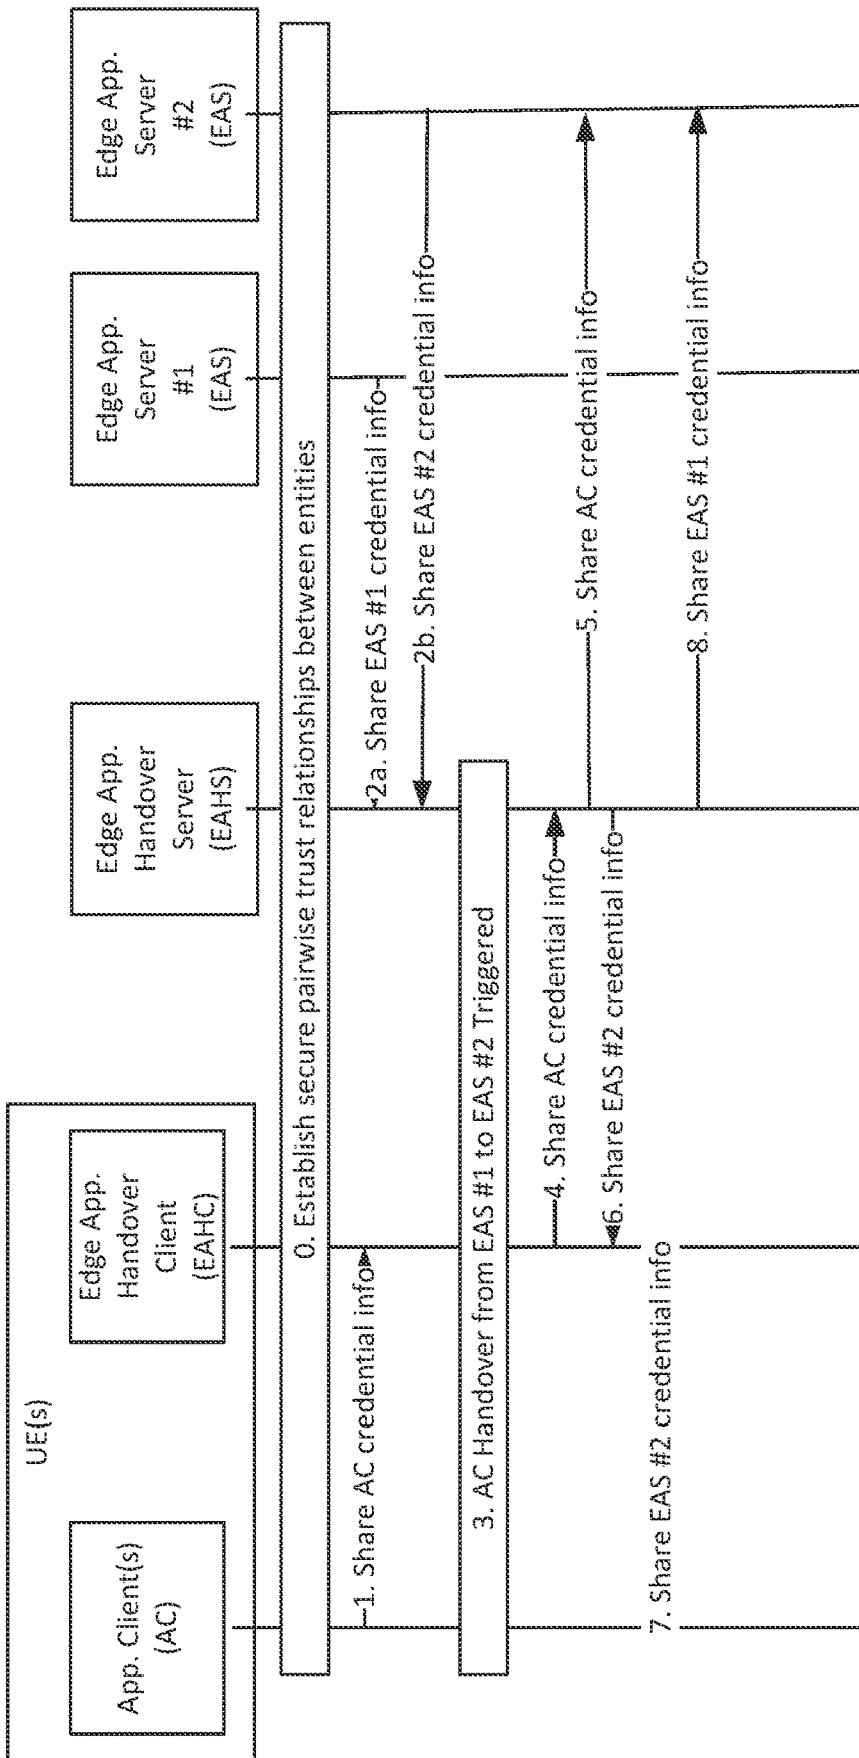 UE(s)
App. Client(s)
(AC)
Edge App.
Handover
Client
(EAHC)
Edge App.
Handover
Server
(EAHS)
Edge App.
Server
#1
(EAS)
Edge App.
Server
#2
(EAS)
0. Establish secure pairwise trust relationships between entities
1. Share AC credential info
2a. Share EAS #1 credential info
2b. Share EAS #2 credential info
3. AC Handover from EAS #1 to EAS #2 Triggered
4. Share AC credential info
5. Share AC credential info
6. Share EAS #2 credential info
7. Share EAS #2 credential info
8. Share EAS #1 credential info